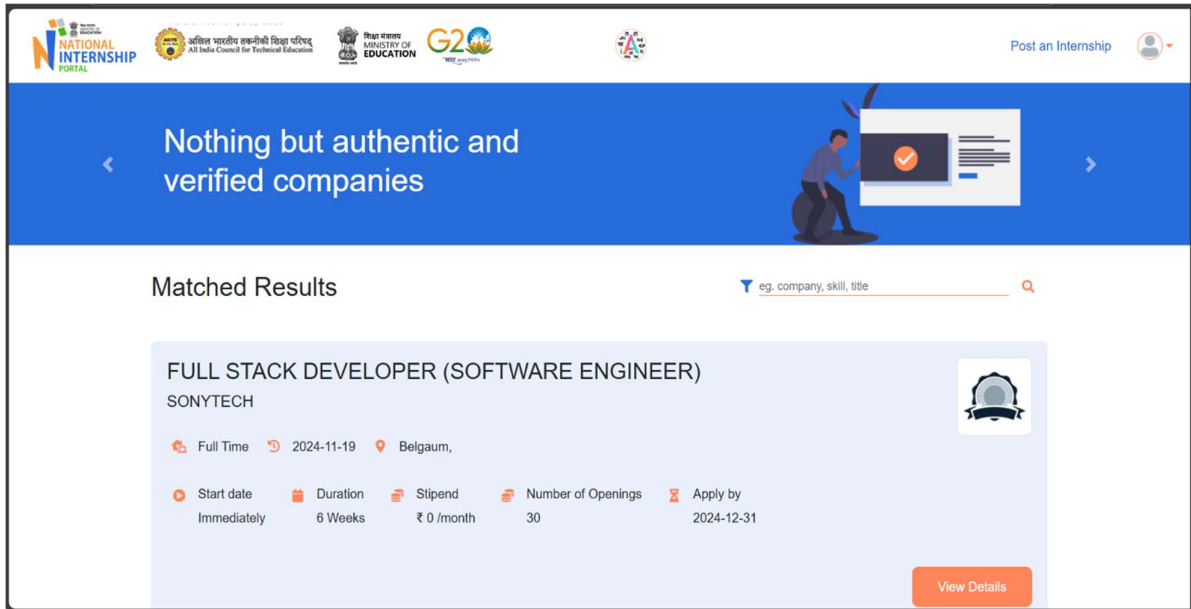 NATIONAL
INTERNSHIP
PORTAL
अखिल भारतीय तकनीकी शिक्षा परिषद्
All India Council for Technical Education
शिक्षा मंत्रालय
MINISTRY OF
EDUCATION
G20
Post an Internship
Nothing but authentic and
verified companies
Matched Results
eg. company, skill, title
FULL STACK DEVELOPER (SOFTWARE ENGINEER)
SONYTECH
Full Time 2024-11-19 Belgaum,
Start date Duration Stipend Number of Openings Apply by
Immediately 6 Weeks ₹ 0 /month 30 2024-12-31
View Details